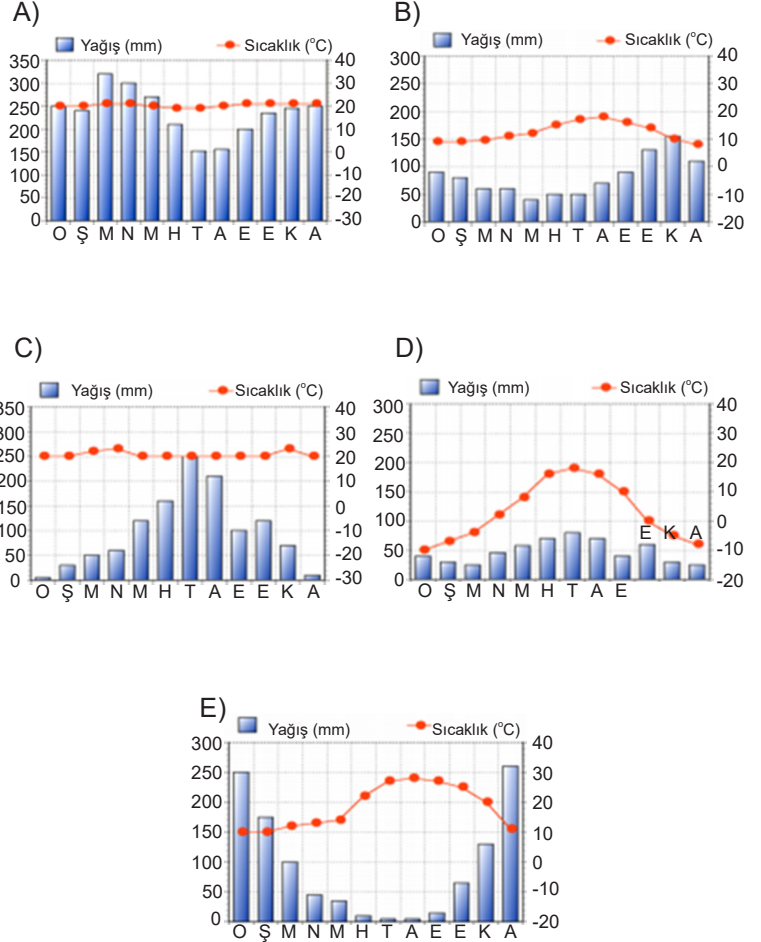 A)
Yağış (mm) Sıcaklık (°C)
350 40
300 30
250 20
200 10
150 0
100 -10
50 -20
0 -30
O Ş M N M H T A E E K A
B)
Yağış (mm) Sıcaklık (°C)
300 40
250 30
200 20
150 10
100 0
50 -10
0 -20
O Ş M N M H T A E E K A
C)
Yağış (mm) Sıcaklık (°C)
350 40
300 30
250 20
200 10
150 0
100 -10
50 -20
0 -30
O Ş M N M H T A E E K A
D)
Yağış (mm) Sıcaklık (°C)
300 40
250 30
200 20
150 10
100 0
50 -10
0 -20
E K A
O Ş M N M H T A E
E)
Yağış (mm) Sıcaklık (°C)
300 40
250 30
200 20
150 10
100 0
50 -10
0 -20
O Ş M N M H T A E E K A